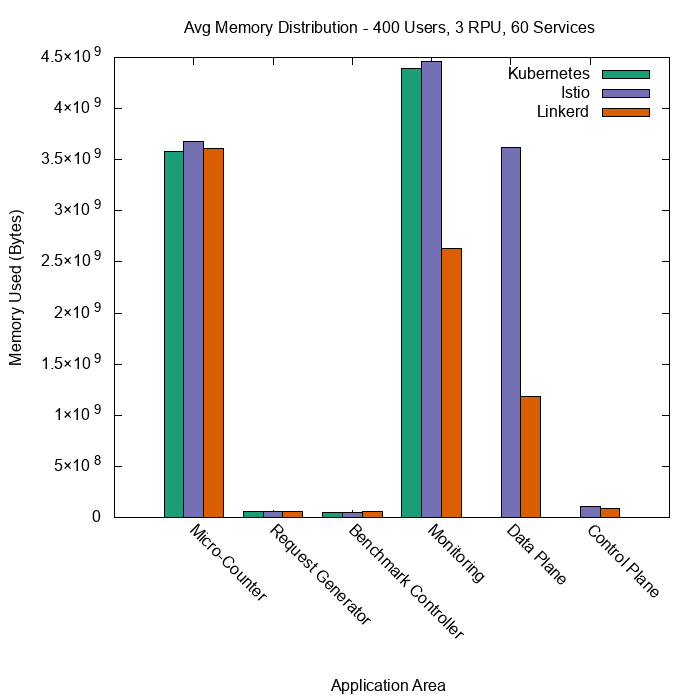 Avg Memory Distribution - 400 Users, 3 RPU, 60 Services
Kubernetes
Istio
Linkerd
Memory Used (Bytes)
4.5×10⁹
4×10⁹
3.5×10⁹
3×10⁹
2.5×10⁹
2×10⁹
1.5×10⁹
1×10⁹
5×10⁸
0
Micro-Counter
Request Generator
Benchmark Controller
Monitoring
Data Plane
Control Plane
Application Area